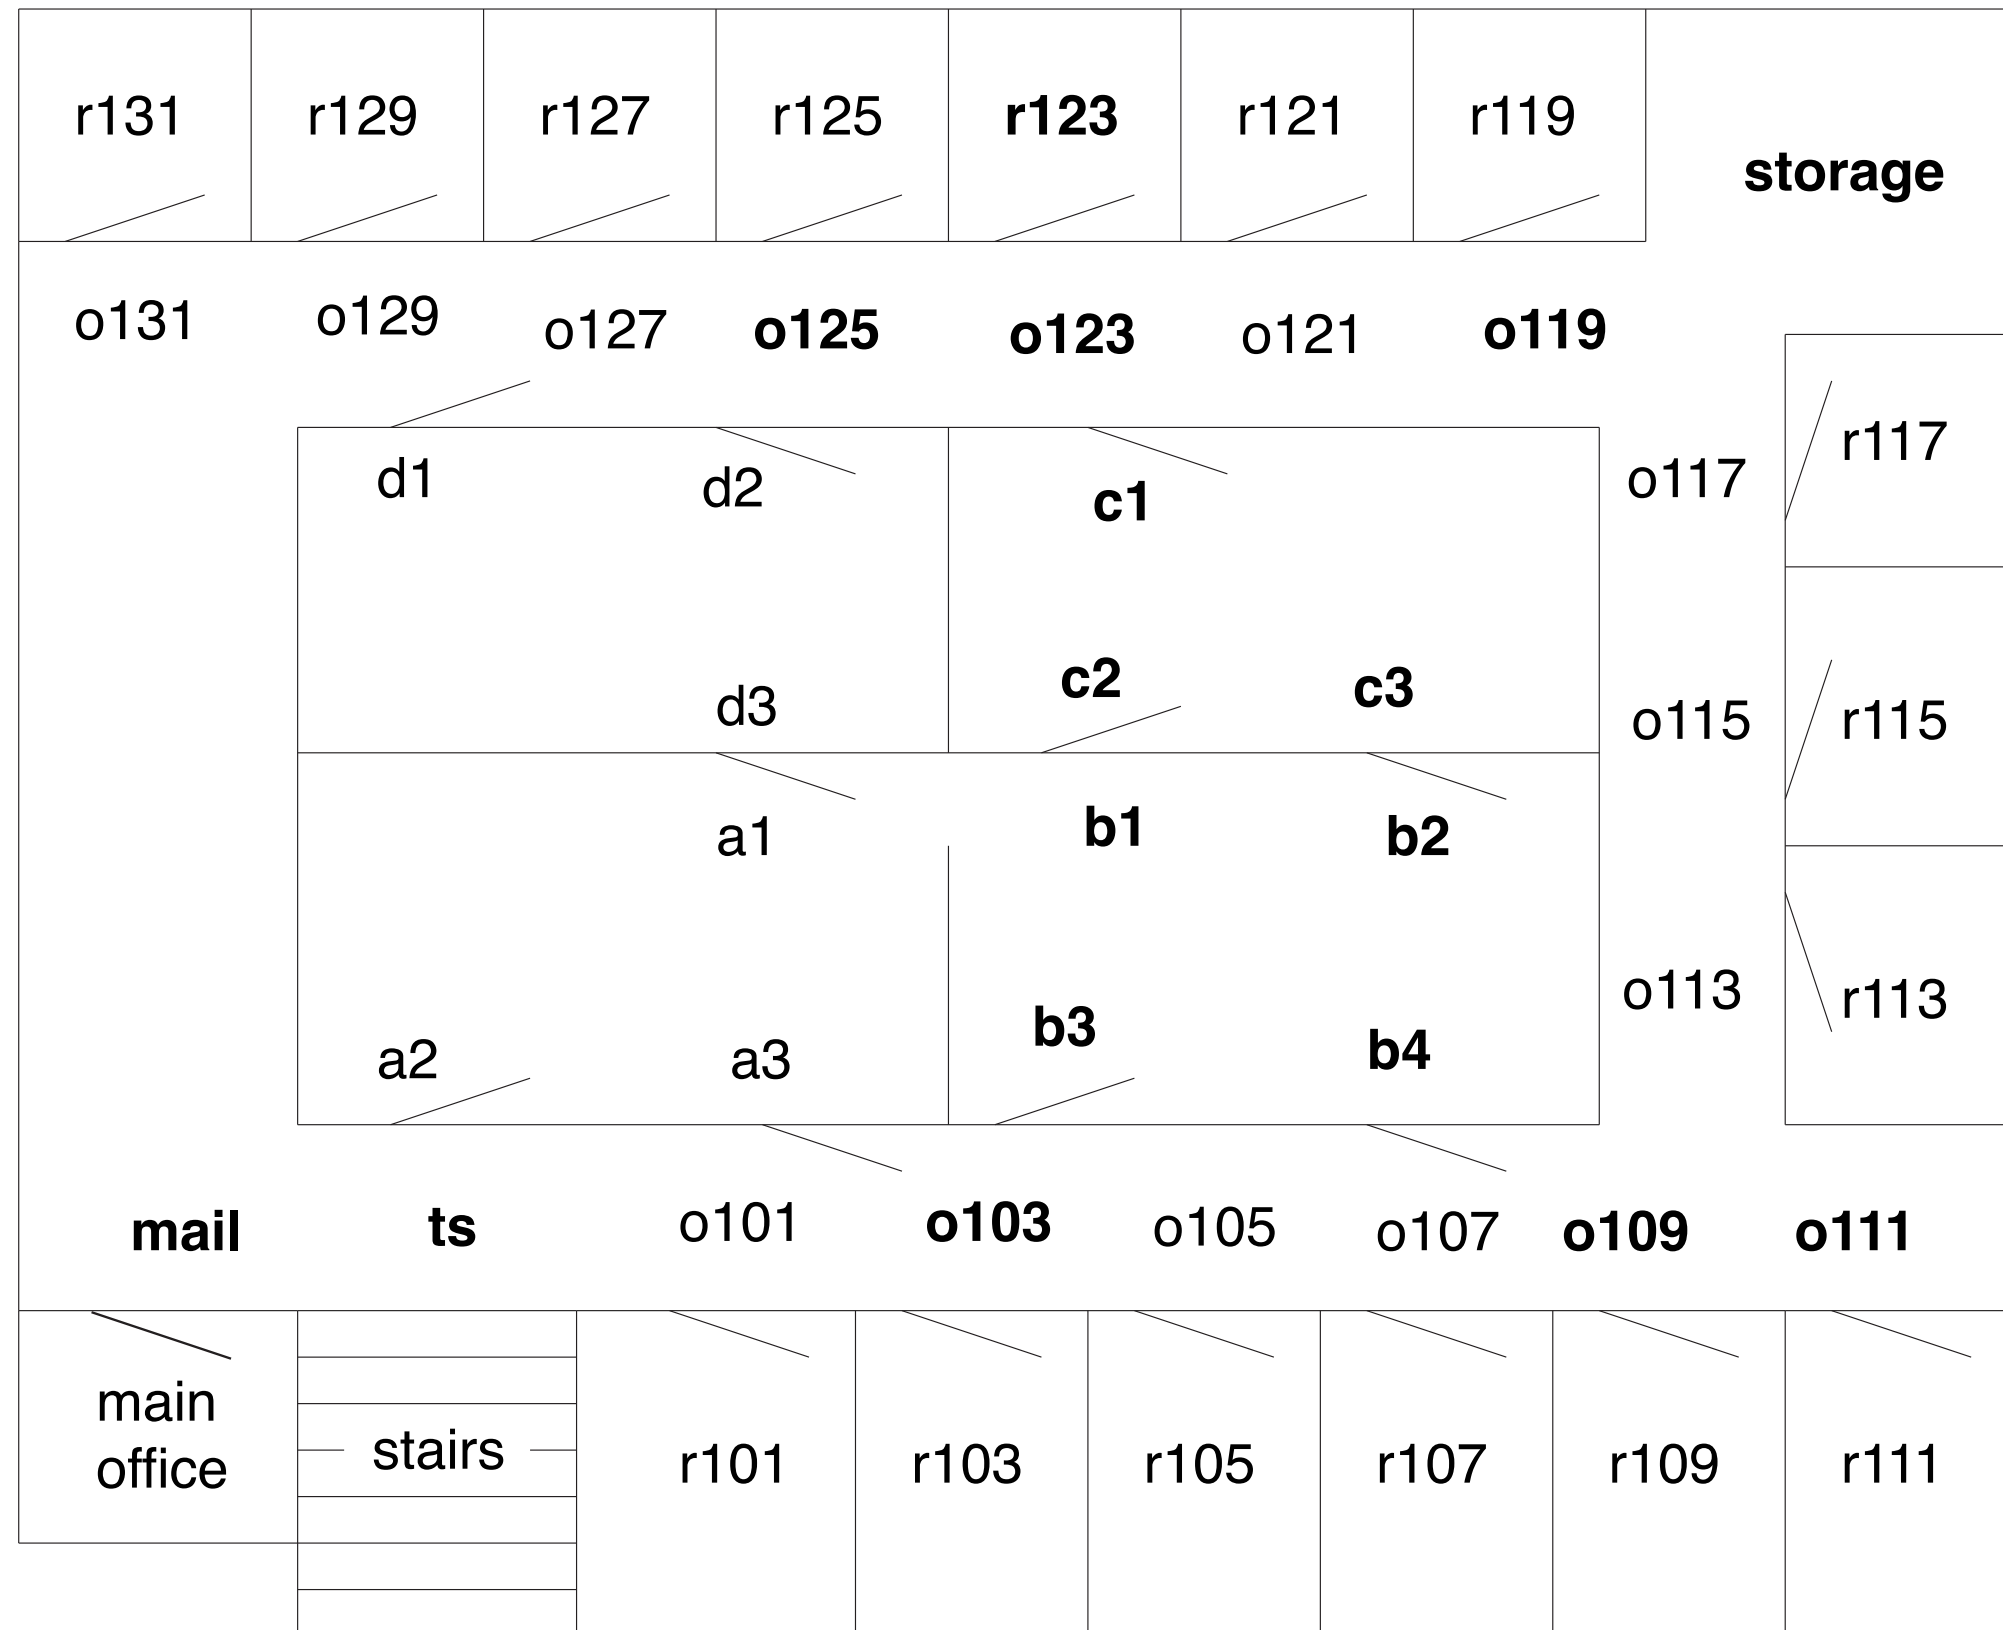 r131 r129 r127 r125 r123 r121 r119
storage
o131 o129 o127 o125 o123 o121 o119
r117
d1 d2 c1 o117
c2 c3
d3 o115 r115
a1 b1 b2
o113 r113
b3 b4
a2 a3
mail ts o101 o103 o105 o107 o109 o111
main
office
stairs
r101 r103 r105 r107 r109 r111